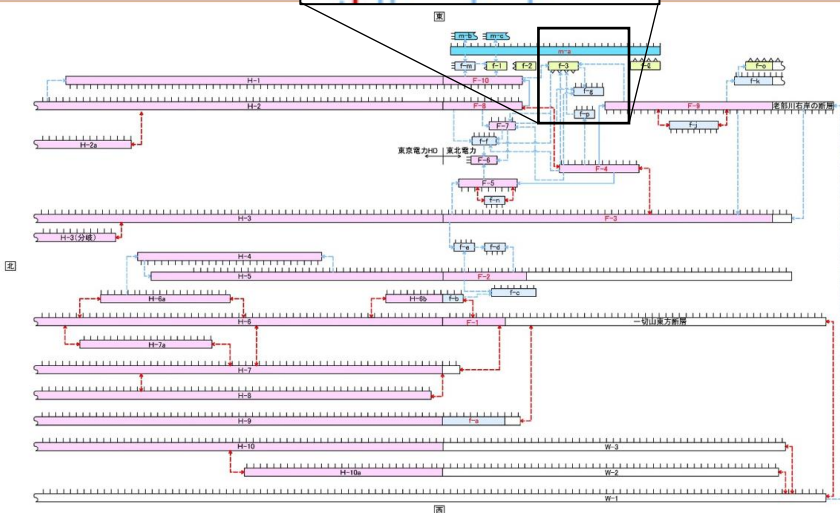 東
m-b m-c
m-a
f-m f-l f-2 f-3 f-o
f-k
H-1 F-10
f-g
H-2 F-8 F-9 老部川右岸の断層
f-p
F-7 f-j
H-2a
f-f
東京電力HD 東北電力
F-6
F-4
F-5
f-n
H-3 F-3
H-3(分岐)
f-e f-d
H-4
北
H-5 F-2
f-c
H-6a H-6b f-b
H-6 F-1 一切山東方断層
H-7a
H-7
H-8
H-9 f-a
H-10 W-3
H-10a W-2
W-1
西